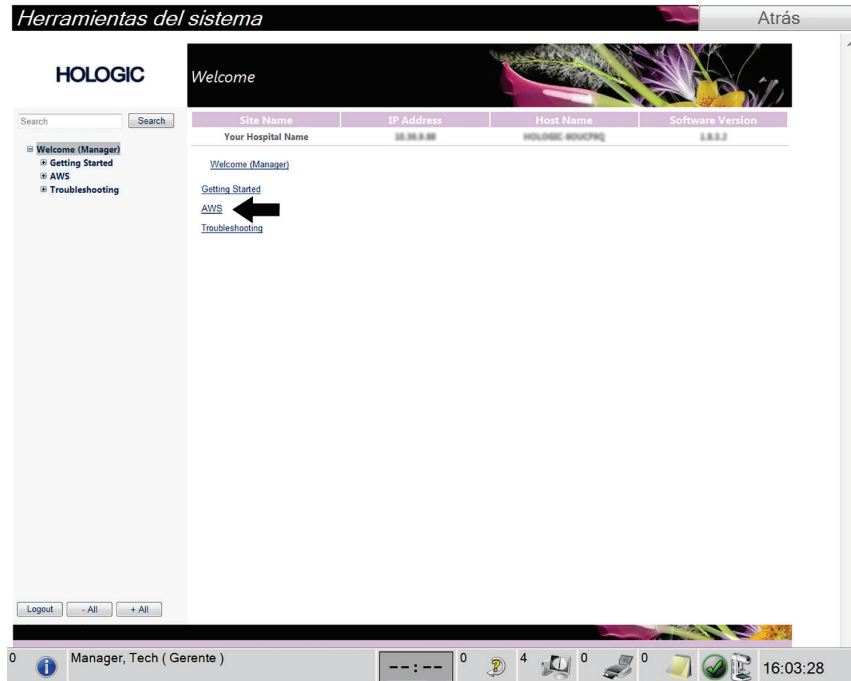 Herramientas del sistema
Atrás
HOLOGIC
Welcome
Search
Search
Site Name IP Address Host Name Software Version
Your Hospital Name
Welcome (Manager)
Getting Started
AWS
Troubleshooting
Welcome (Manager)
Getting Started
AWS
Troubleshooting
Logout - All + All
0 Manager, Tech ( Gerente ) --:-- 0 4 0 0 16:03:28